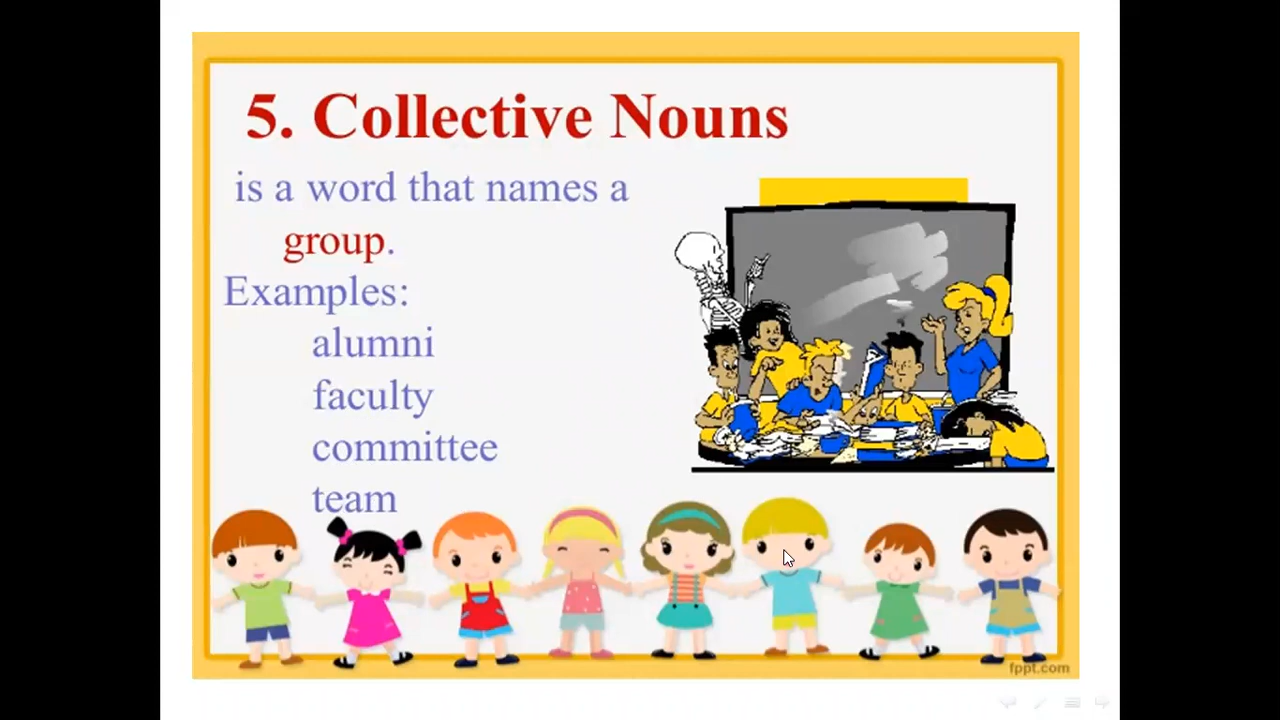 5. Collective Nouns
is a word that names a
group.
Examples:
alumni
faculty
committee
team
fppt.com